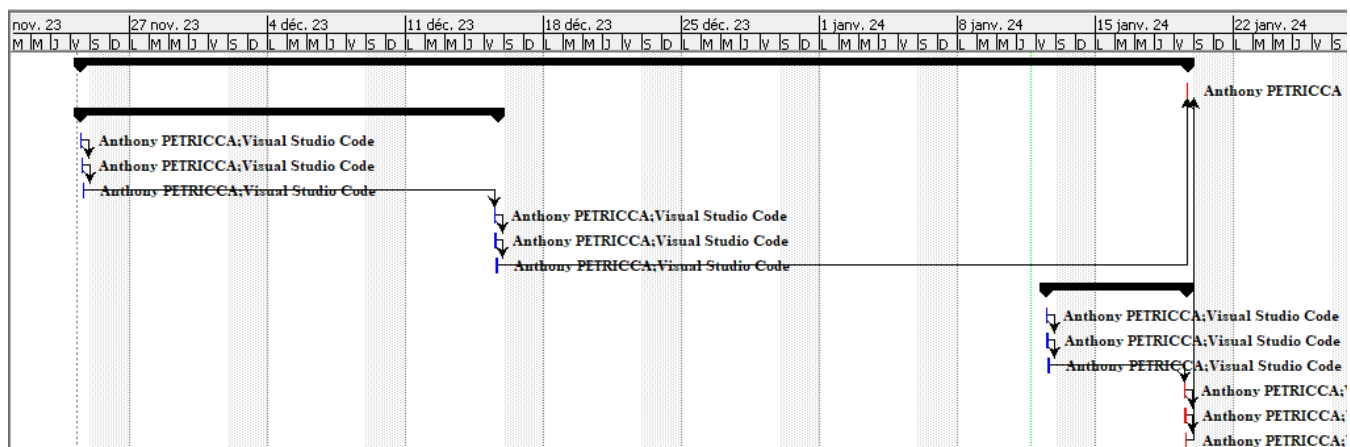 nov. 23 27 nov. 23 4 déc. 23 11 déc. 23 18 déc. 23 25 déc. 23 1 janv. 24 8 janv. 24 15 janv. 24 22 janv. 24
M M J V S D L M M J V S D L M M J V S D L M M J V S D L M M J V S D L M M J V S D L M M J V S D L M M J V S D L M M J V S D L M M J V S
Anthony PETRICCA
Anthony PETRICCA;Visual Studio Code
Anthony PETRICCA;Visual Studio Code
Anthony PETRICCA;Visual Studio Code
Anthony PETRICCA;Visual Studio Code
Anthony PETRICCA;Visual Studio Code
Anthony PETRICCA;Visual Studio Code
Anthony PETRICCA;Visual Studio Code
Anthony PETRICCA;Visual Studio Code
Anthony PETRICCA;Visual Studio Code
Anthony PETRICCA;
Anthony PETRICCA;
Anthony PETRICCA;